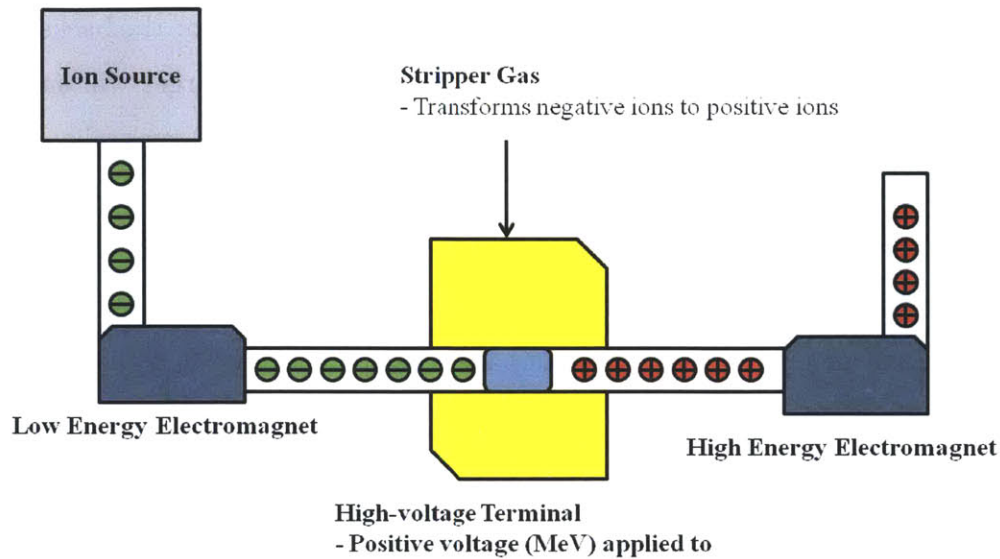 Ion Source
Stripper Gas
- Transforms negative ions to positive ions
Low Energy Electromagnet
High Energy Electromagnet
High-voltage Terminal
- Positive voltage (MeV) applied to